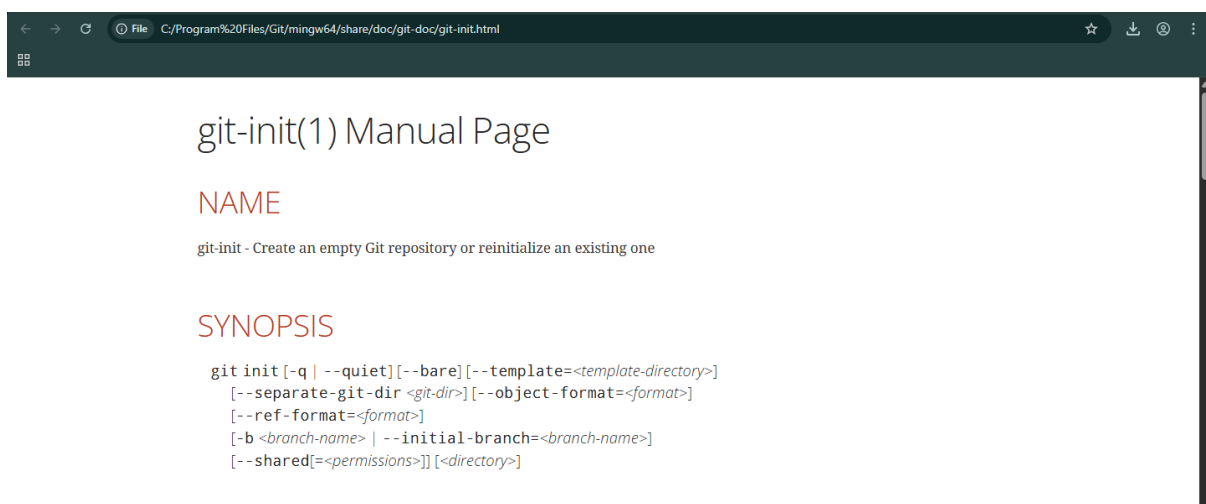 File C:/Program%20Files/Git/mingw64/share/doc/git-doc/git-init.html
git-init(1) Manual Page
NAME
git-init - Create an empty Git repository or reinitialize an existing one
SYNOPSIS
git init [-q | --quiet] [--bare] [--template=<template-directory>]
[--separate-git-dir <git-dir>] [--object-format=<format>]
[--ref-format=<format>]
[-b <branch-name> | --initial-branch=<branch-name>]
[--shared[=<permissions>]] [<directory>]